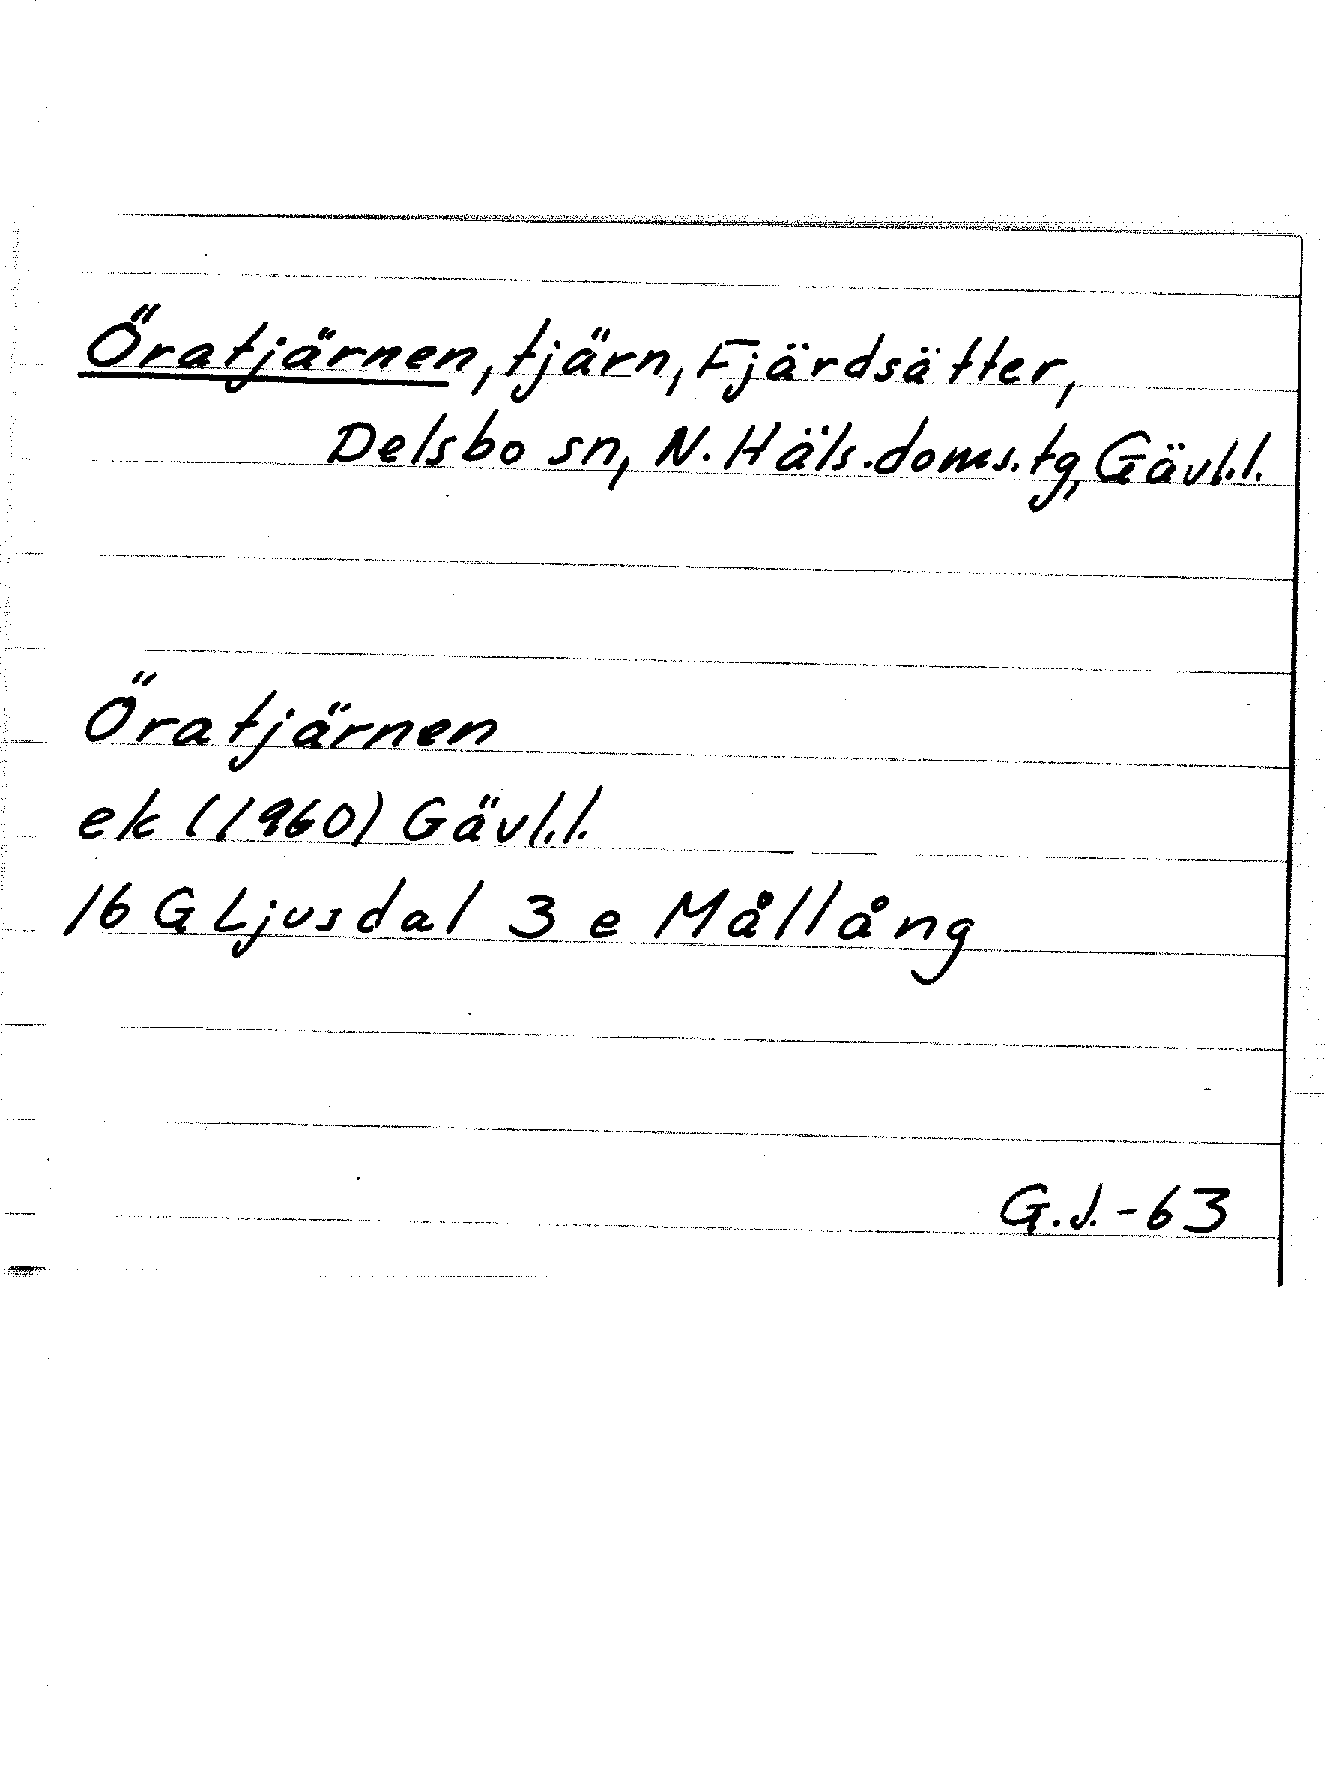 Öratjärnen, tjärn, Fjärdsätter,
Delsbo sn, N. Häls. doms. tg, Gävl.l.
Öratjärnen
ek (1960) Gävl.l.
16 G Ljusdal 3 e Mållång
G.J.-63